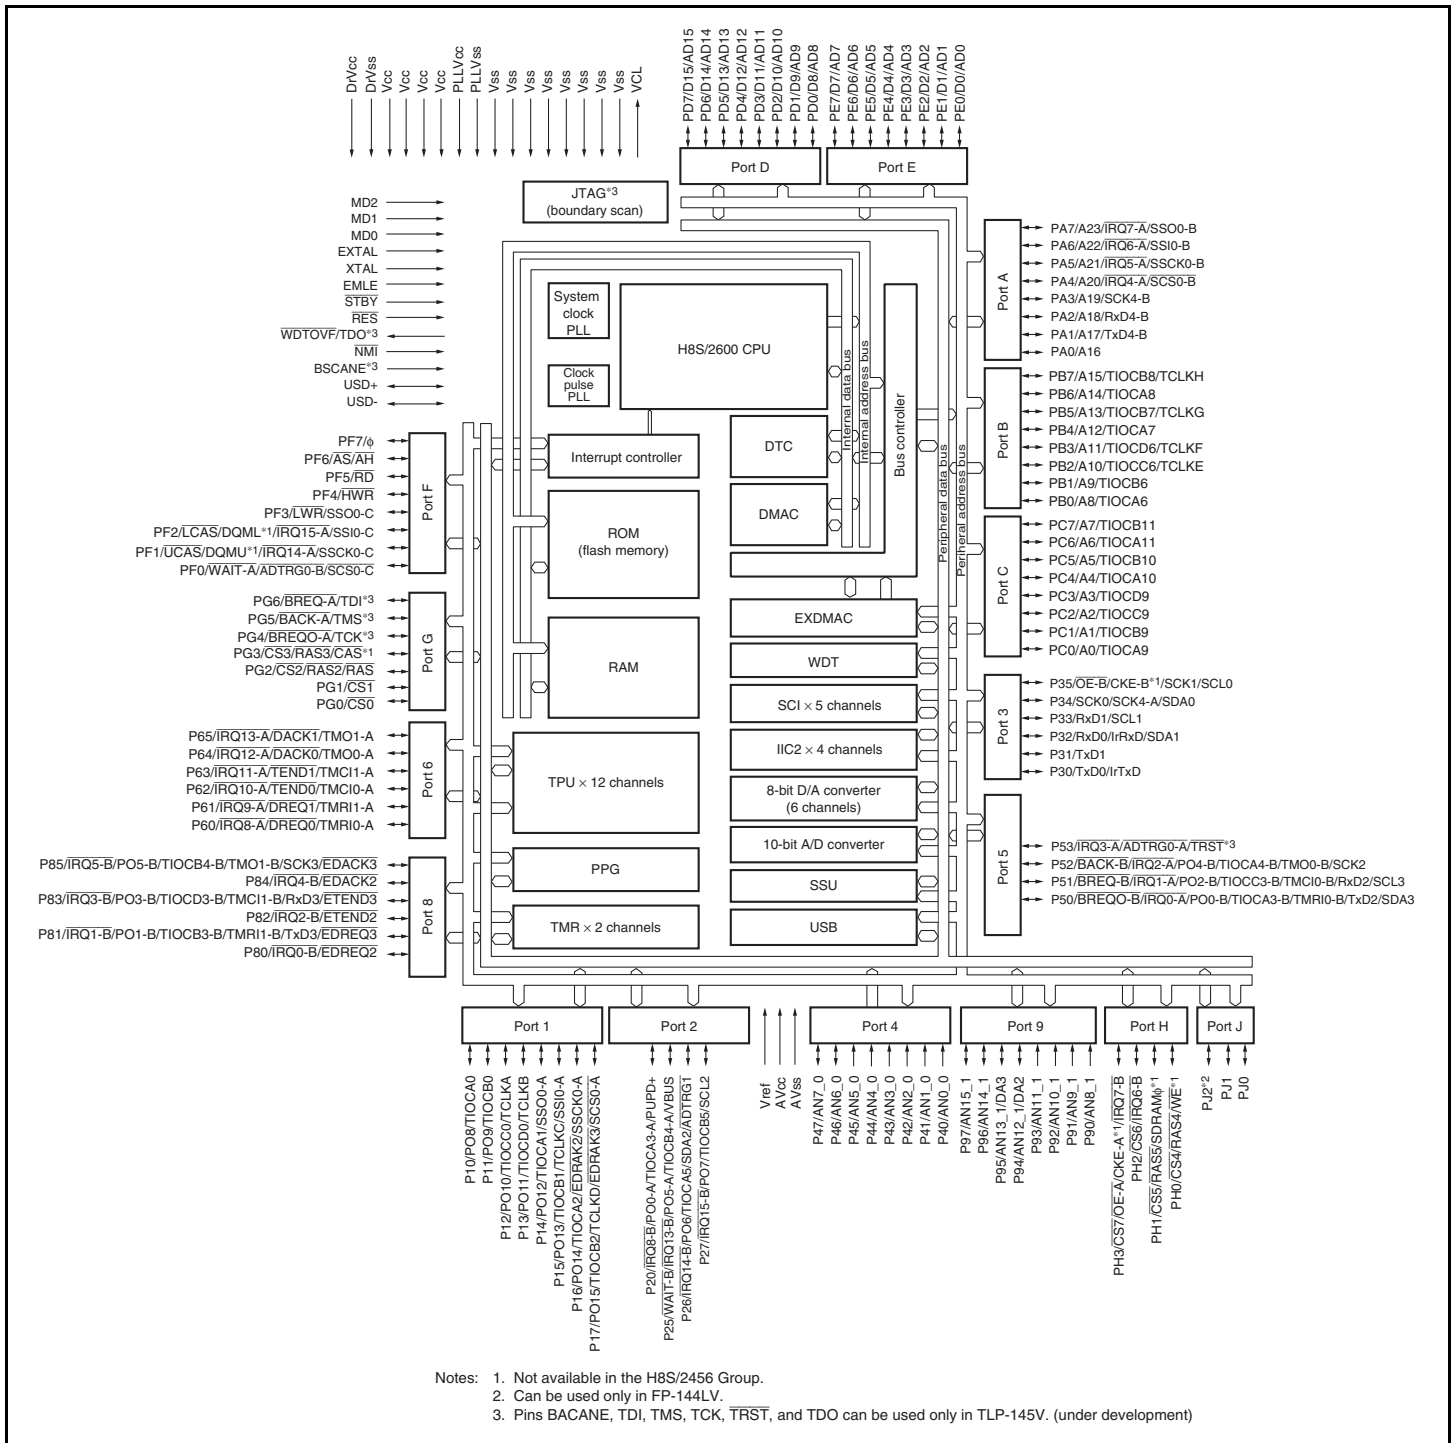 DrVcc
DrVss
Vcc
Vcc
Vcc
Vcc
PLLVcc
PLLVss
Vss
Vss
Vss
Vss
Vss
Vss
Vss
Vss
VCL
PD7/D15/AD15
PD6/D14/AD14
PD5/D13/AD13
PD4/D12/AD12
PD3/D11/AD11
PD2/D10/AD10
PD1/D9/AD9
PD0/D8/AD8
PE7/D7/AD7
PE6/D6/AD6
PE5/D5/AD5
PE4/D4/AD4
PE3/D3/AD3
PE2/D2/AD2
PE1/D1/AD1
PE0/D0/AD0
Port D
Port E
JTAG*3
(boundary scan)
MD2
MD1
MD0
EXTAL
XTAL
EMLE
STBY
RES
WDTOVF/TDO*3
NMI
BSCANE*3
USD+
USD-
PF7/ϕ
PF6/AS/AH
PF5/RD
PF4/HWR
PF3/LWR/SSO0-C
PF2/LCAS/DQML*1/IRQ15-A/SSI0-C
PF1/UCAS/DQMU*1/IRQ14-A/SSCK0-C
PF0/WAIT-A/ADTRG0-B/SCS0-C
Port F
PG6/BREQ-A/TDI*3
PG5/BACK-A/TMS*3
PG4/BREQO-A/TCK*3
PG3/CS3/RAS3/CAS*1
PG2/CS2/RAS2/RAS
PG1/CS1
PG0/CS0
Port G
P65/IRQ13-A/DACK1/TMO1-A
P64/IRQ12-A/DACK0/TMO0-A
P63/IRQ11-A/TEND1/TMCI1-A
P62/IRQ10-A/TEND0/TMCI0-A
P61/IRQ9-A/DREQ1/TMRI1-A
P60/IRQ8-A/DREQ0/TMRI0-A
Port 6
P85/IRQ5-B/PO5-B/TIOCB4-B/TMO1-B/SCK3/EDACK3
P84/IRQ4-B/EDACK2
P83/IRQ3-B/PO3-B/TIOCD3-B/TMCI1-B/RxD3/ETEND3
P82/IRQ2-B/ETEND2
P81/IRQ1-B/PO1-B/TIOCB3-B/TMRI1-B/TxD3/EDREQ3
P80/IRQ0-B/EDREQ2
Port 8
System
clock
PLL
Clock
pulse
PLL
H8S/2600 CPU
Interrupt controller
ROM
(flash memory)
RAM
TPU × 12 channels
PPG
TMR × 2 channels
DTC
DMAC
Internal data bus
Internal address bus
Bus controller
Peripheral data bus
Periheral address bus
EXDMAC
WDT
SCI × 5 channels
IIC2 × 4 channels
8-bit D/A converter
(6 channels)
10-bit A/D converter
SSU
USB
Port A
PA7/A23/IRQ7-A/SSO0-B
PA6/A22/IRQ6-A/SSI0-B
PA5/A21/IRQ5-A/SSCK0-B
PA4/A20/IRQ4-A/SCS0-B
PA3/A19/SCK4-B
PA2/A18/RxD4-B
PA1/A17/TxD4-B
PA0/A16
Port B
PB7/A15/TIOCB8/TCLKH
PB6/A14/TIOCA8
PB5/A13/TIOCB7/TCLKG
PB4/A12/TIOCA7
PB3/A11/TIOCD6/TCLKF
PB2/A10/TIOCC6/TCLKE
PB1/A9/TIOCB6
PB0/A8/TIOCA6
Port C
PC7/A7/TIOCB11
PC6/A6/TIOCA11
PC5/A5/TIOCB10
PC4/A4/TIOCA10
PC3/A3/TIOCD9
PC2/A2/TIOCC9
PC1/A1/TIOCB9
PC0/A0/TIOCA9
Port 3
P35/OE-B/CKE-B*1/SCK1/SCL0
P34/SCK0/SCK4-A/SDA0
P33/RxD1/SCL1
P32/RxD0/IrRxD/SDA1
P31/TxD1
P30/TxD0/IrTxD
Port 5
P53/IRQ3-A/ADTRG0-A/TRST*3
P52/BACK-B/IRQ2-A/PO4-B/TIOCA4-B/TMO0-B/SCK2
P51/BREQ-B/IRQ1-A/PO2-B/TIOCC3-B/TMCI0-B/RxD2/SCL3
P50/BREQO-B/IRQ0-A/PO0-B/TIOCA3-B/TMRI0-B/TxD2/SDA3
Port 1
Port 2
Port 4
Port 9
Port H
Port J
P10/PO8/TIOCA0
P11/PO9/TIOCB0
P12/PO10/TIOCC0/TCLKA
P13/PO11/TIOCD0/TCLKB
P14/PO12/TIOCA1/SSO0-A
P15/PO13/TIOCB1/TCLKC/SSI0-A
P16/PO14/TIOCA2/EDRAK2/SSCK0-A
P17/PO15/TIOCB2/TCLKD/EDRAK3/SCS0-A
P20/IRQ8-B/PO0-A/TIOCA3-A/PUPD+
P25/WAIT-B/IRQ13-B/PO5-A/TIOCB4-A/VBUS
P26/IRQ14-B/PO6/TIOCA5/SDA2/ADTRG1
P27/IRQ15-B/PO7/TIOCB5/SCL2
Vref
AVcc
AVss
P47/AN7_0
P46/AN6_0
P45/AN5_0
P44/AN4_0
P43/AN3_0
P42/AN2_0
P41/AN1_0
P40/AN0_0
P97/AN15_1
P96/AN14_1
P95/AN13_1/DA3
P94/AN12_1/DA2
P93/AN11_1
P92/AN10_1
P91/AN9_1
P90/AN8_1
PH3/CS7/OE-A/CKE-A*1/IRQ7-B
PH2/CS6/IRQ6-B
PH1/CS5/RAS5/SDRAMϕ*1
PH0/CS4/RAS4/WE*1
PJ2*2
PJ1
PJ0
Notes: 1. Not available in the H8S/2456 Group.
2. Can be used only in FP-144LV.
3. Pins BACANE, TDI, TMS, TCK, TRST, and TDO can be used only in TLP-145V. (under development)